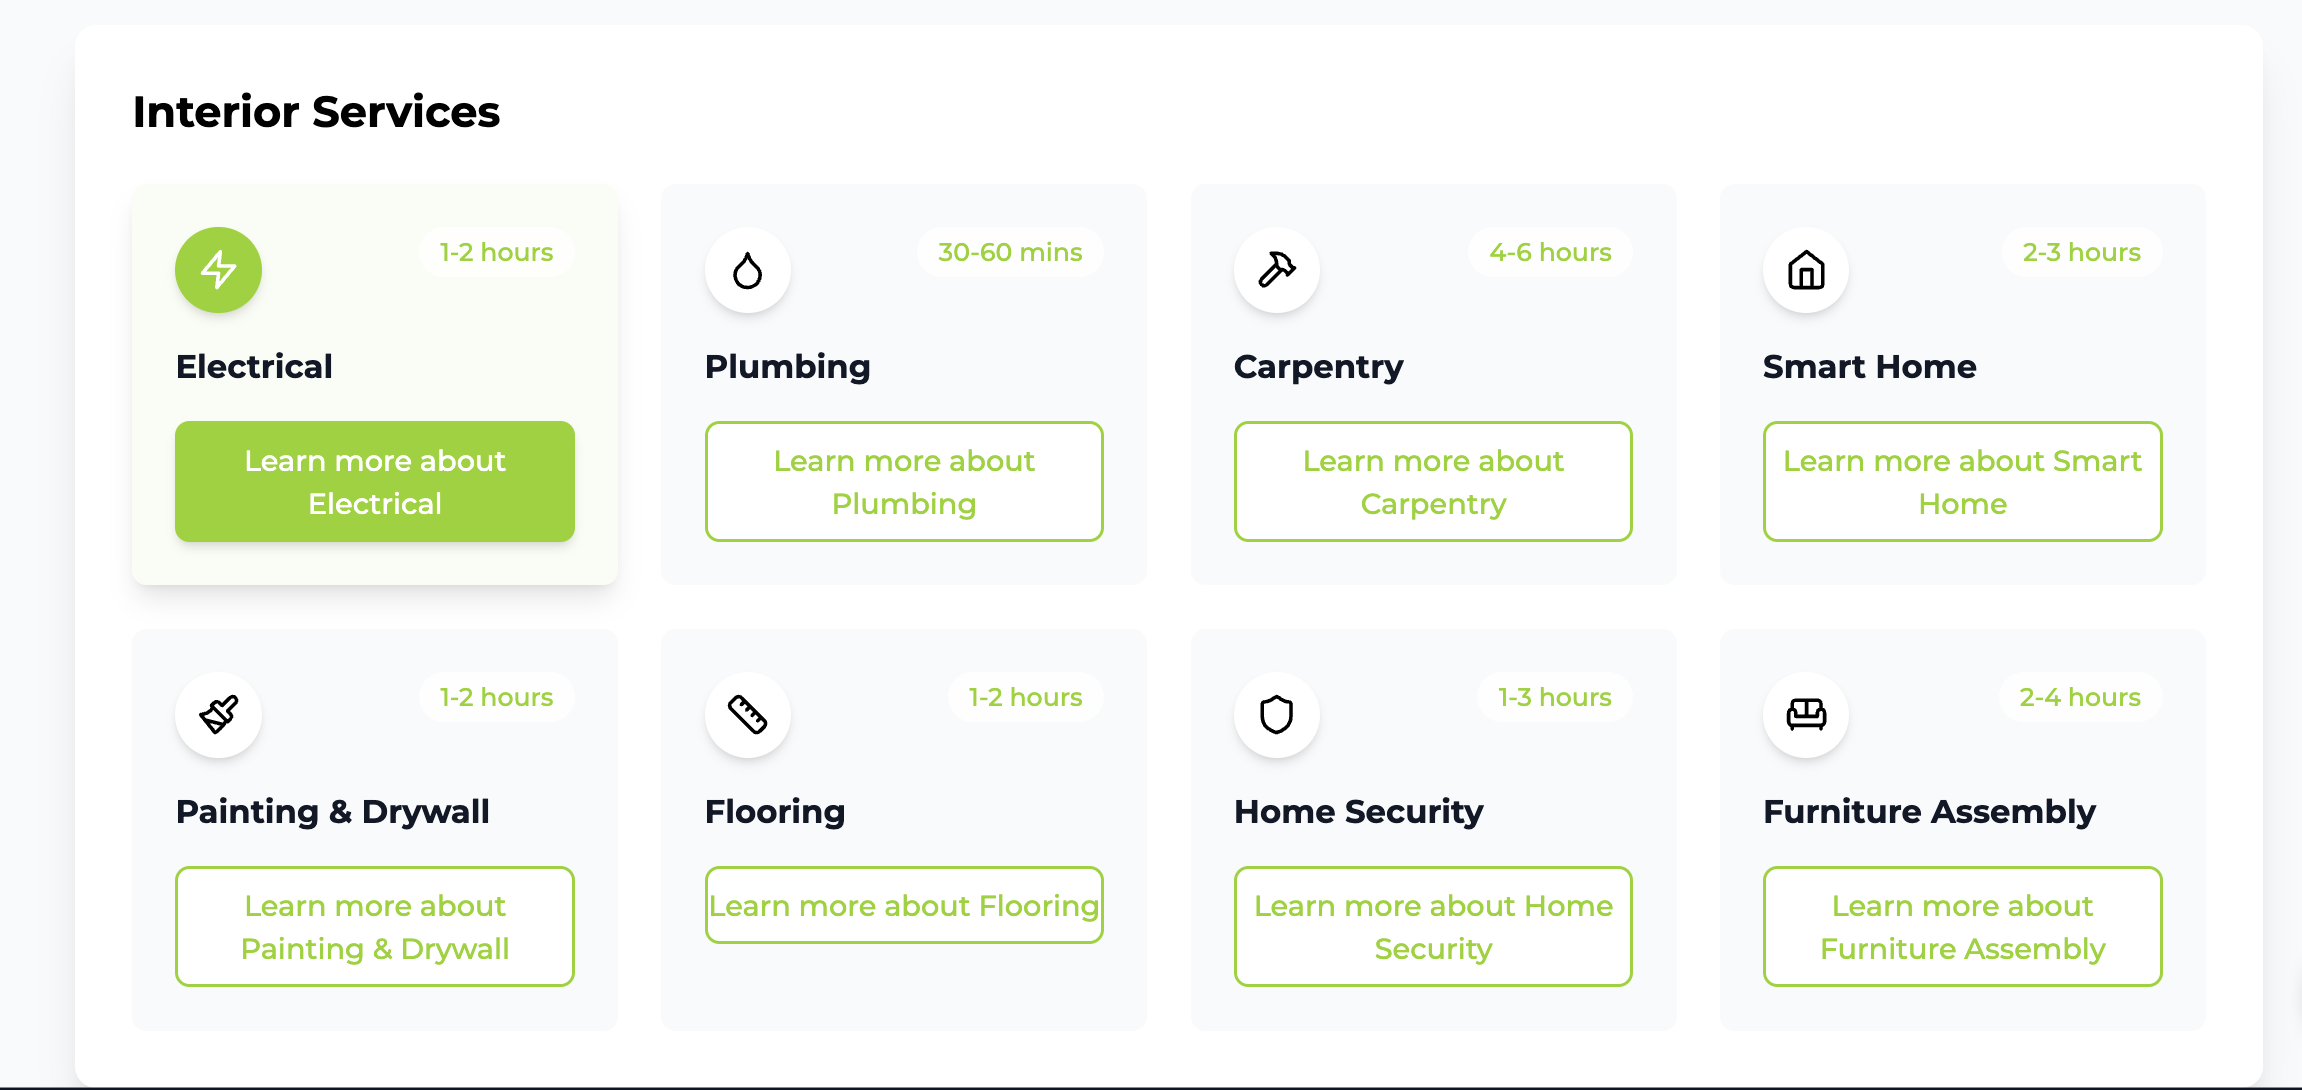 Interior Services
1-2 hours
Electrical
Learn more about
Electrical
30-60 mins
Plumbing
Learn more about
Plumbing
4-6 hours
Carpentry
Learn more about
Carpentry
2-3 hours
Smart Home
Learn more about Smart
Home
1-2 hours
Painting & Drywall
Learn more about
Painting & Drywall
1-2 hours
Flooring
Learn more about Flooring
1-3 hours
Home Security
Learn more about Home
Security
2-4 hours
Furniture Assembly
Learn more about
Furniture Assembly